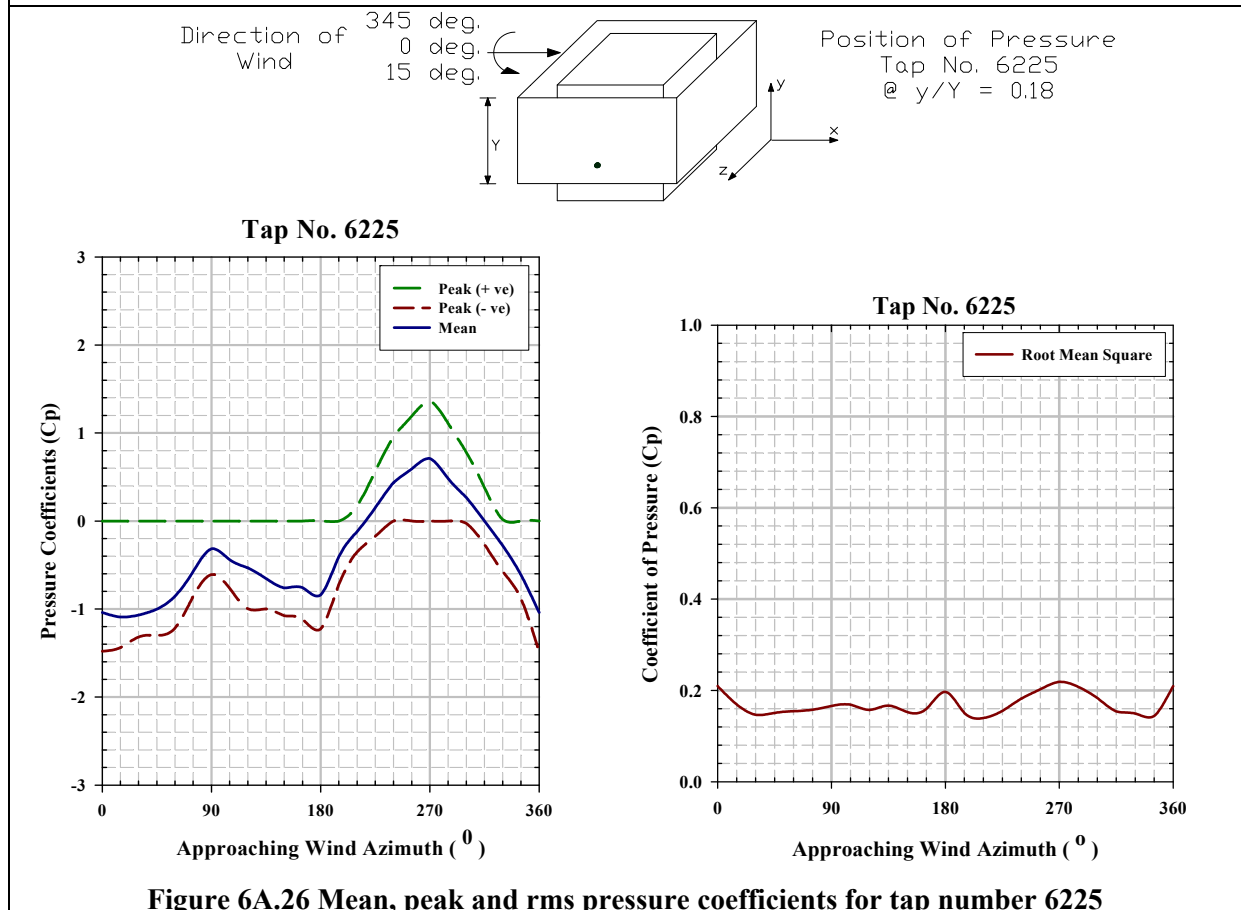 Direction of
Wind
345 deg.
0 deg.
15 deg.
Position of Pressure
Tap No. 6225
@ y/Y = 0.18
Y
y
x
z
Tap No. 6225
Peak (+ ve)
Peak (- ve)
Mean
3
2
1
0
-1
-2
-3
Pressure Coefficients (Cp)
0 90 180 270 360
Approaching Wind Azimuth ( 0 )
Tap No. 6225
Root Mean Square
1.0
0.8
0.6
0.4
0.2
0.0
Coefficient of Pressure (Cp)
0 90 180 270 360
Approaching Wind Azimuth ( o )
Figure 6A.26 Mean, peak and rms pressure coefficients for tap number 6225